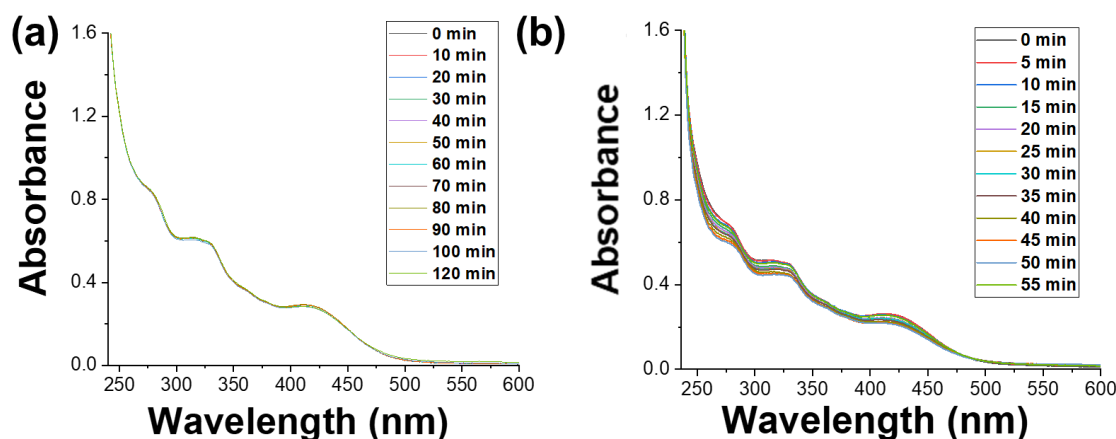 (a)
1.6
1.2
0.8
0.4
0.0
Absorbance
250 300 350 400 450 500 550 600
Wavelength (nm)
0 min
10 min
20 min
30 min
40 min
50 min
60 min
70 min
80 min
90 min
100 min
120 min
(b)
1.6
1.2
0.8
0.4
0.0
Absorbance
250 300 350 400 450 500 550 600
Wavelength (nm)
0 min
5 min
10 min
15 min
20 min
25 min
30 min
35 min
40 min
45 min
50 min
55 min